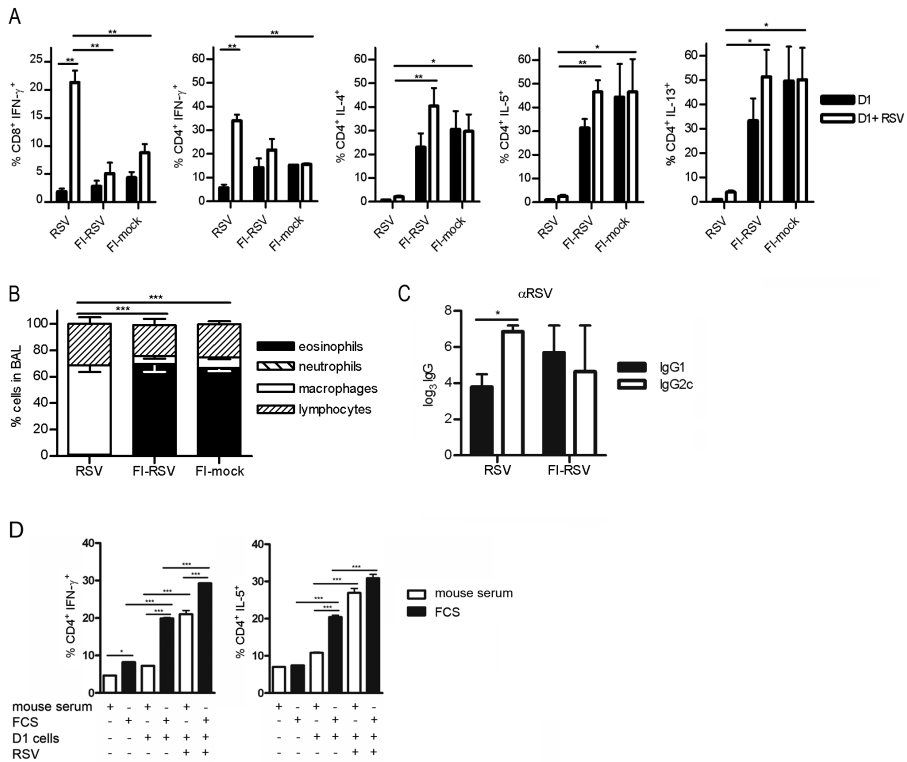 A
** **
** **
** *
** *
* *
**
**
% CD8⁺ IFN-γ⁺
25
20
15
10
5
0
RSV
FI-RSV
FI-mock
% CD4⁺ IFN-γ⁺
60
50
40
30
20
10
0
RSV
FI-RSV
FI-mock
% CD4⁺ IL-4⁺
60
50
40
30
20
10
0
RSV
FI-RSV
FI-mock
% CD4⁺ IL-5⁺
60
50
40
30
20
10
0
RSV
FI-RSV
FI-mock
% CD4⁺ IL-13⁺
60
50
40
30
20
10
0
RSV
FI-RSV
FI-mock
D1
D1+ RSV
B
***
***
% cells in BAL
100
80
60
40
20
0
RSV FI-RSV FI-mock
eosinophils
neutrophils
macrophages
lymphocytes
C
αRSV
*
log₃ IgG
8
6
4
2
0
RSV FI-RSV
IgG1
IgG2c
D
% CD4⁺ IFN-γ⁺
40
30
20
10
0
***
*** ***
*** ***
*
% CD4⁺ IL-5⁺
40
30
20
10
0
***
***
***
***
mouse serum
FCS
mouse serum + - + - + - + - + - + -
FCS - + - + - + - + - + - +
D1 cells - - + + + + - - + + + +
RSV - - - - + + - - - - + +